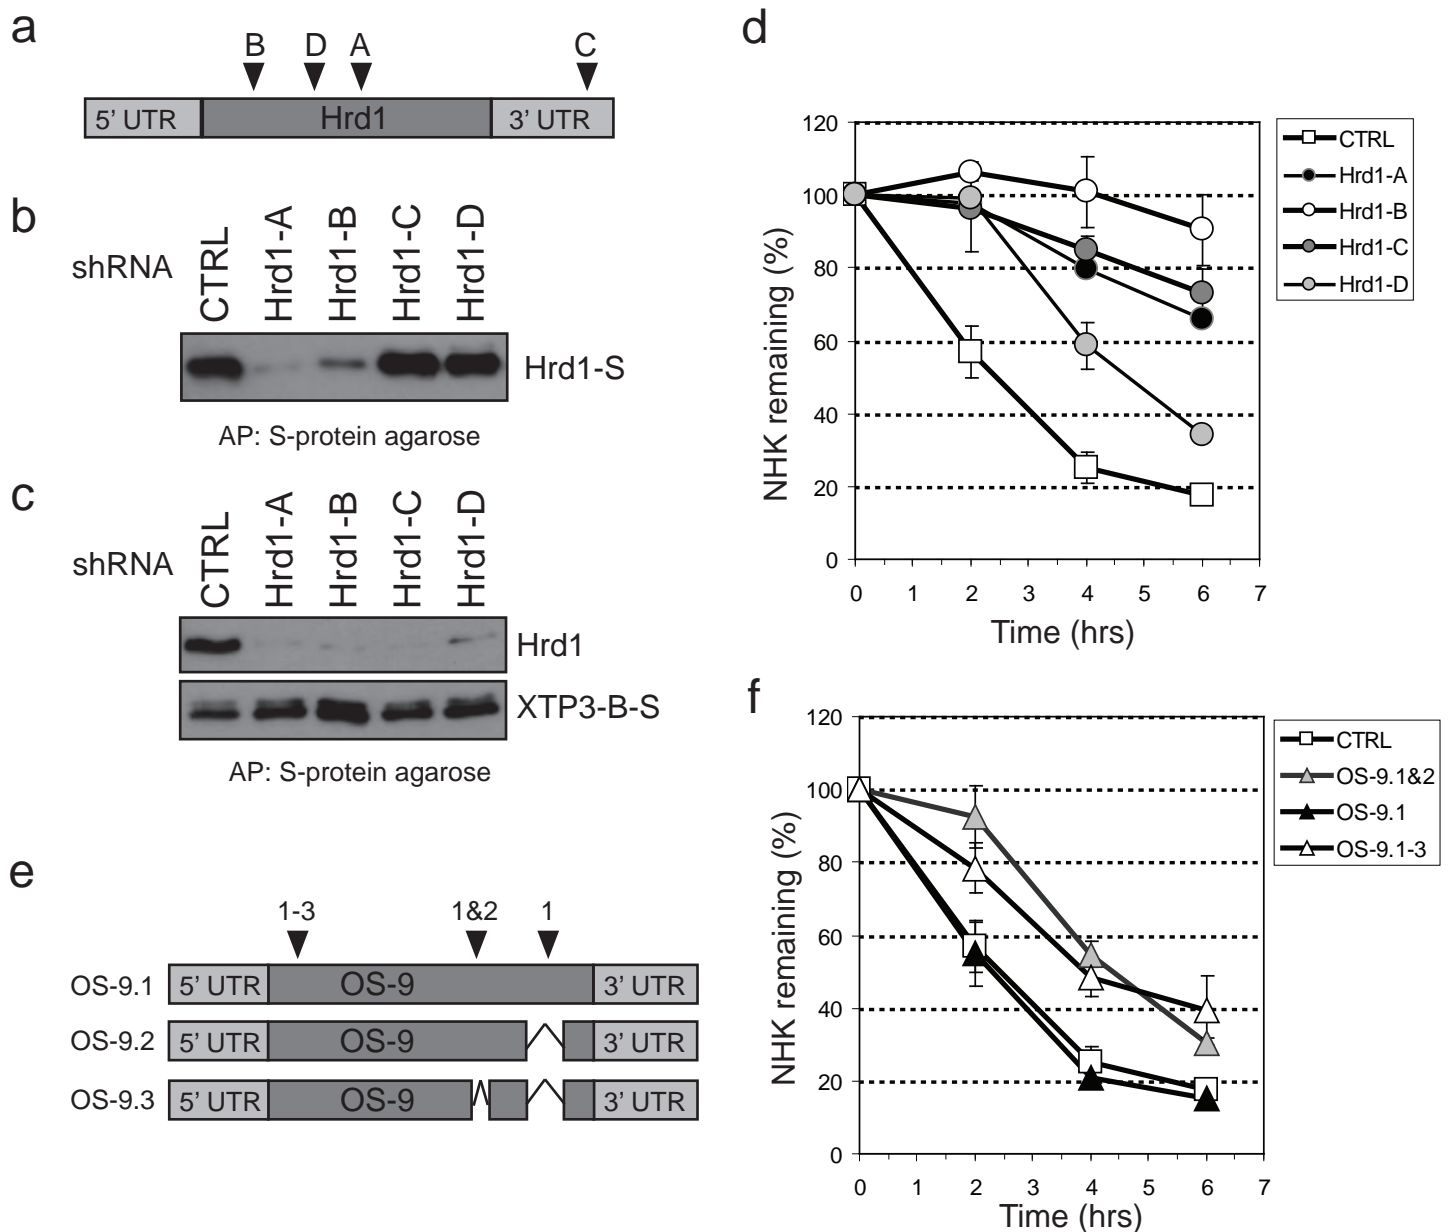 a
B D A C
5' UTR Hrd1 3' UTR
b
shRNA CTRL Hrd1-A Hrd1-B Hrd1-C Hrd1-D
Hrd1-S
AP: S-protein agarose
c
shRNA CTRL Hrd1-A Hrd1-B Hrd1-C Hrd1-D
Hrd1
XTP3-B-S
AP: S-protein agarose
d
NHK remaining (%)
120
100
80
60
40
20
0
0 1 2 3 4 5 6 7
Time (hrs)
CTRL
Hrd1-A
Hrd1-B
Hrd1-C
Hrd1-D
e
1-3 1&2 1
OS-9.1 5' UTR OS-9 3' UTR
OS-9.2 5' UTR OS-9 3' UTR
OS-9.3 5' UTR OS-9 3' UTR
f
NHK remaining (%)
120
100
80
60
40
20
0
0 1 2 3 4 5 6 7
Time (hrs)
CTRL
OS-9.1&2
OS-9.1
OS-9.1-3